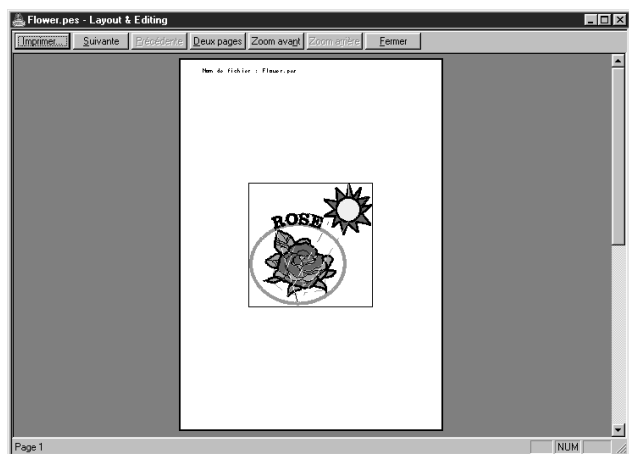 Flower.pes - Layout & Editing
Imprimer... Suivante Précédente Deux pages Zoom avant Zoom arrière Fermer
Nom de fichier : Flower.pes
ROSE
Page 1 NUM